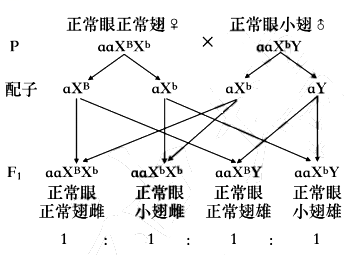 正常眼正常翅♀ 正常眼小翅♂
P aaXᴮXᵇ × aaXᵇY
配子 aXᴮ aXᵇ aXᵇ aY
F₁ aaXᴮXᵇ aaXᵇXᵇ aaXᴮY aaXᵇY
正常眼 正常眼 正常眼 正常眼
正常翅雌 小翅雌 正常翅雄 小翅雄
1 : 1 : 1 : 1